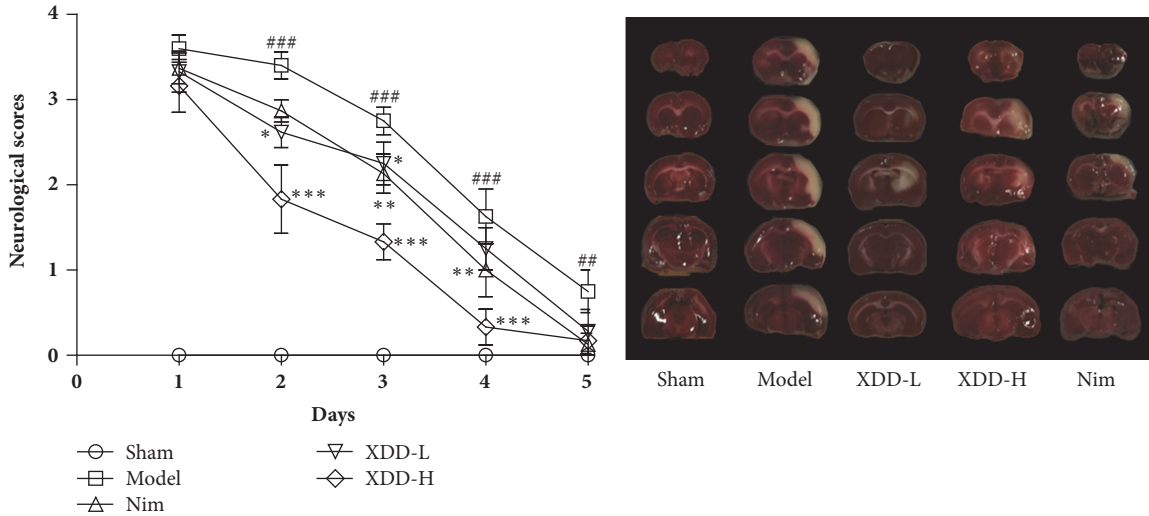 4
3
2
1
0
Neurological scores
###
###
###
##
*
***
*
**
***
**
***
0 1 2 3 4 5
Days
Sham
Model
Nim
XDD-L
XDD-H
Sham Model XDD-L XDD-H Nim